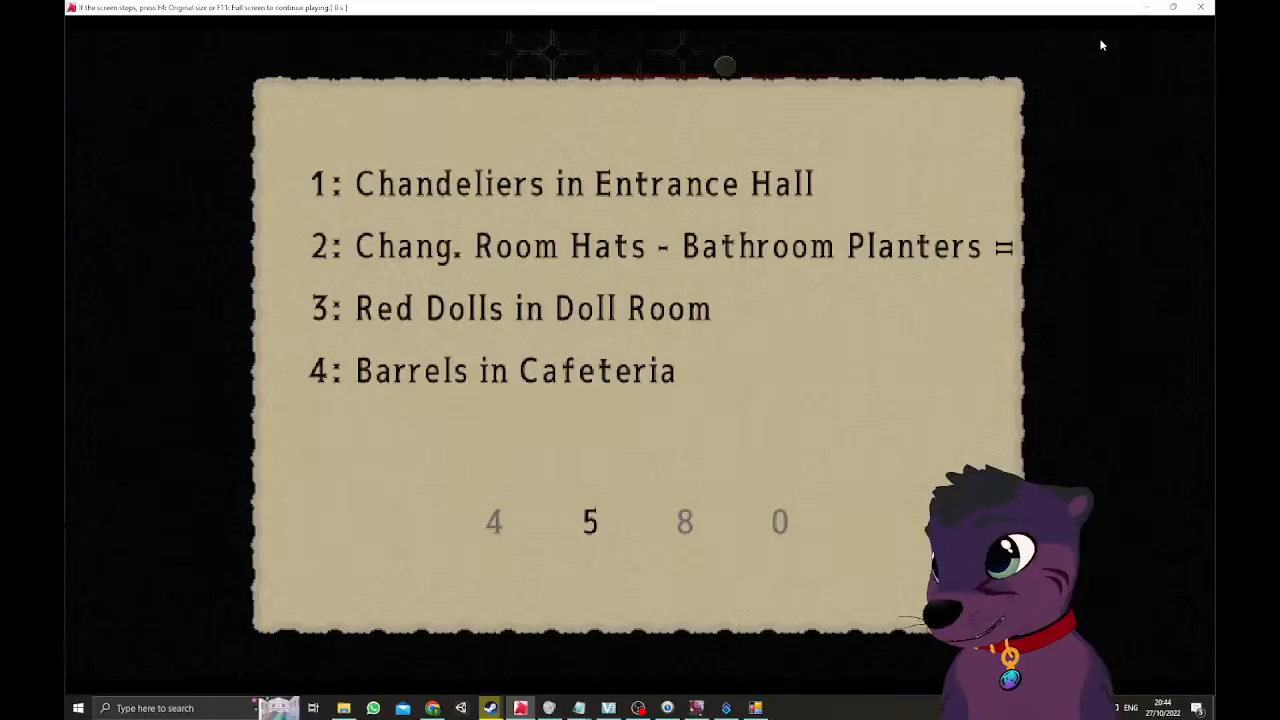 If the screen stops, press F4: Original size or F11: Full screen to continue playing.[ 0 s ]
1: Chandeliers in Entrance Hall
2: Chang. Room Hats - Bathroom Planters =
3: Red Dolls in Doll Room
4: Barrels in Cafeteria
4 5 8 0
Type here to search
ENG
20:44
27/10/2022